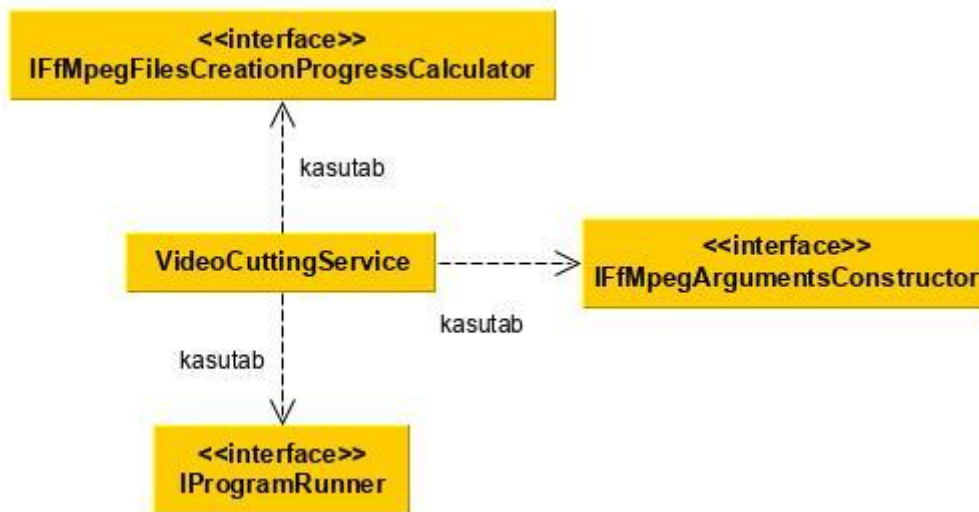 <<interface>>
IFfMpegFilesCreationProgressCalculator
kasutab
VideoCuttingService
<<interface>>
IFfMpegArgumentsConstructor
kasutab
kasutab
<<interface>>
IProgramRunner